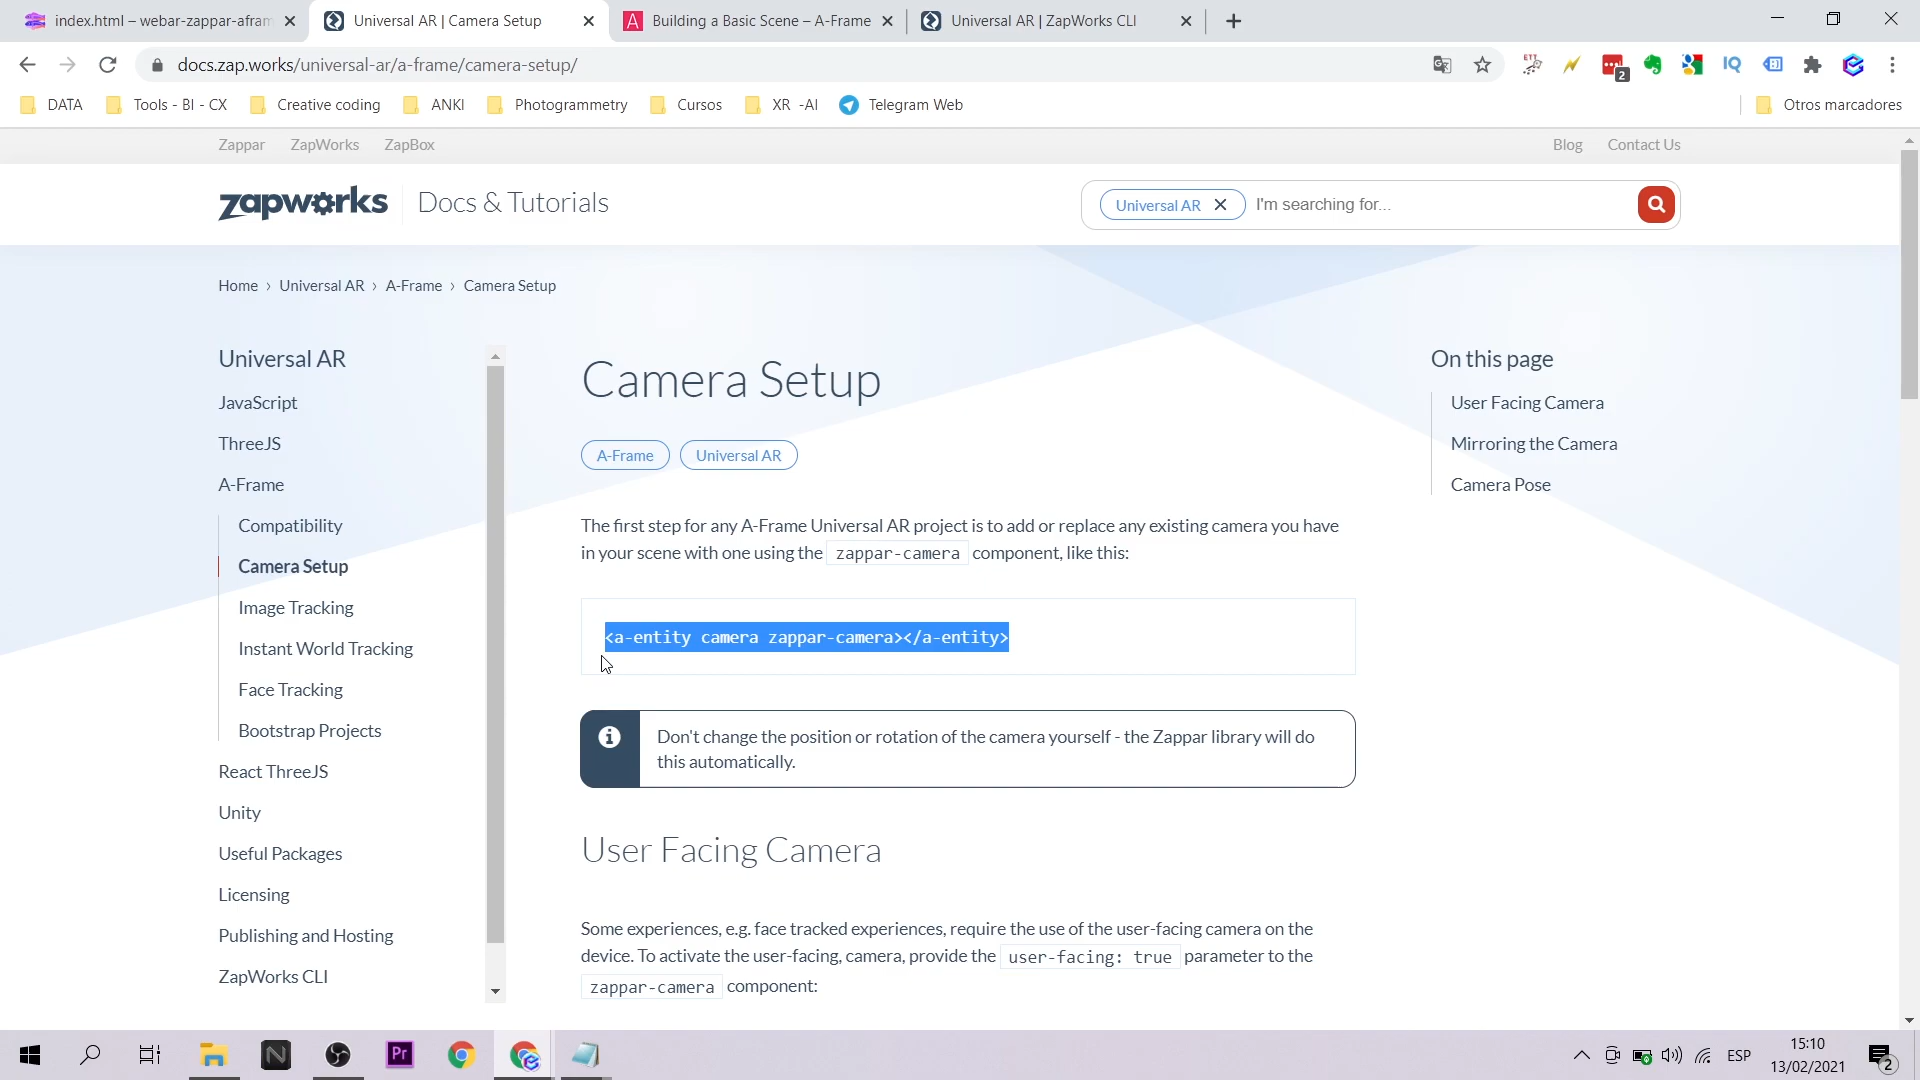 index.html – webar-zappar-afram
Universal AR | Camera Setup
Building a Basic Scene – A-Frame
Universal AR | ZapWorks CLI
docs.zap.works/universal-ar/a-frame/camera-setup/
ETT
2
IQ
DATA
Tools - BI - CX
Creative coding
ANKI
Photogrammetry
Cursos
XR -AI
Telegram Web
Otros marcadores
Zappar ZapWorks ZapBox
Blog Contact Us
zapworks Docs & Tutorials
Universal AR
I'm searching for...
Home › Universal AR › A-Frame › Camera Setup
Universal AR
JavaScript
ThreeJS
A-Frame
Compatibility
Camera Setup
Image Tracking
Instant World Tracking
Face Tracking
Bootstrap Projects
React ThreeJS
Unity
Useful Packages
Licensing
Publishing and Hosting
ZapWorks CLI
Camera Setup
A-Frame
Universal AR
The first step for any A-Frame Universal AR project is to add or replace any existing camera you have
in your scene with one using the zappar-camera component, like this:
<a-entity camera zappar-camera></a-entity>
Don't change the position or rotation of the camera yourself - the Zappar library will do
this automatically.
User Facing Camera
Some experiences, e.g. face tracked experiences, require the use of the user-facing camera on the
device. To activate the user-facing, camera, provide the user-facing: true parameter to the
zappar-camera component:
On this page
User Facing Camera
Mirroring the Camera
Camera Pose
Pr
ESP
15:10
13/02/2021
2